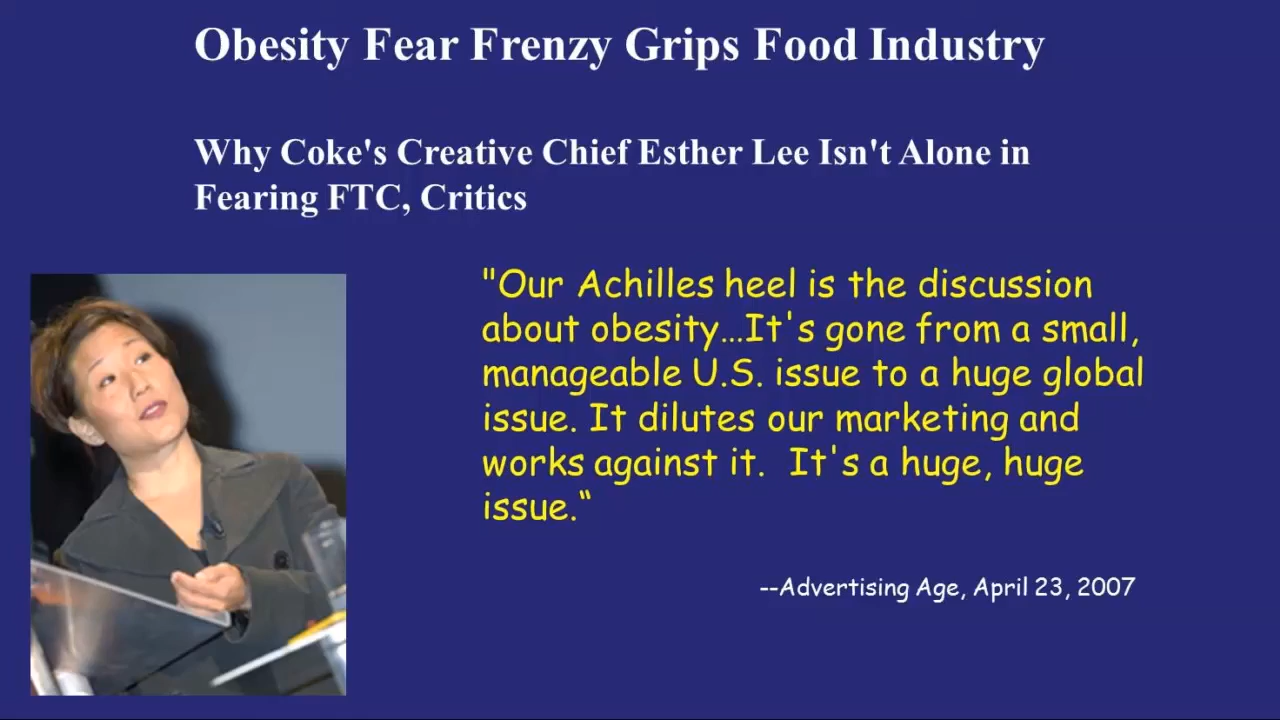 Obesity Fear Frenzy Grips Food Industry
Why Coke's Creative Chief Esther Lee Isn't Alone in
Fearing FTC, Critics
"Our Achilles heel is the discussion
about obesity…It's gone from a small,
manageable U.S. issue to a huge global
issue. It dilutes our marketing and
works against it.  It's a huge, huge
issue.“
--Advertising Age, April 23, 2007